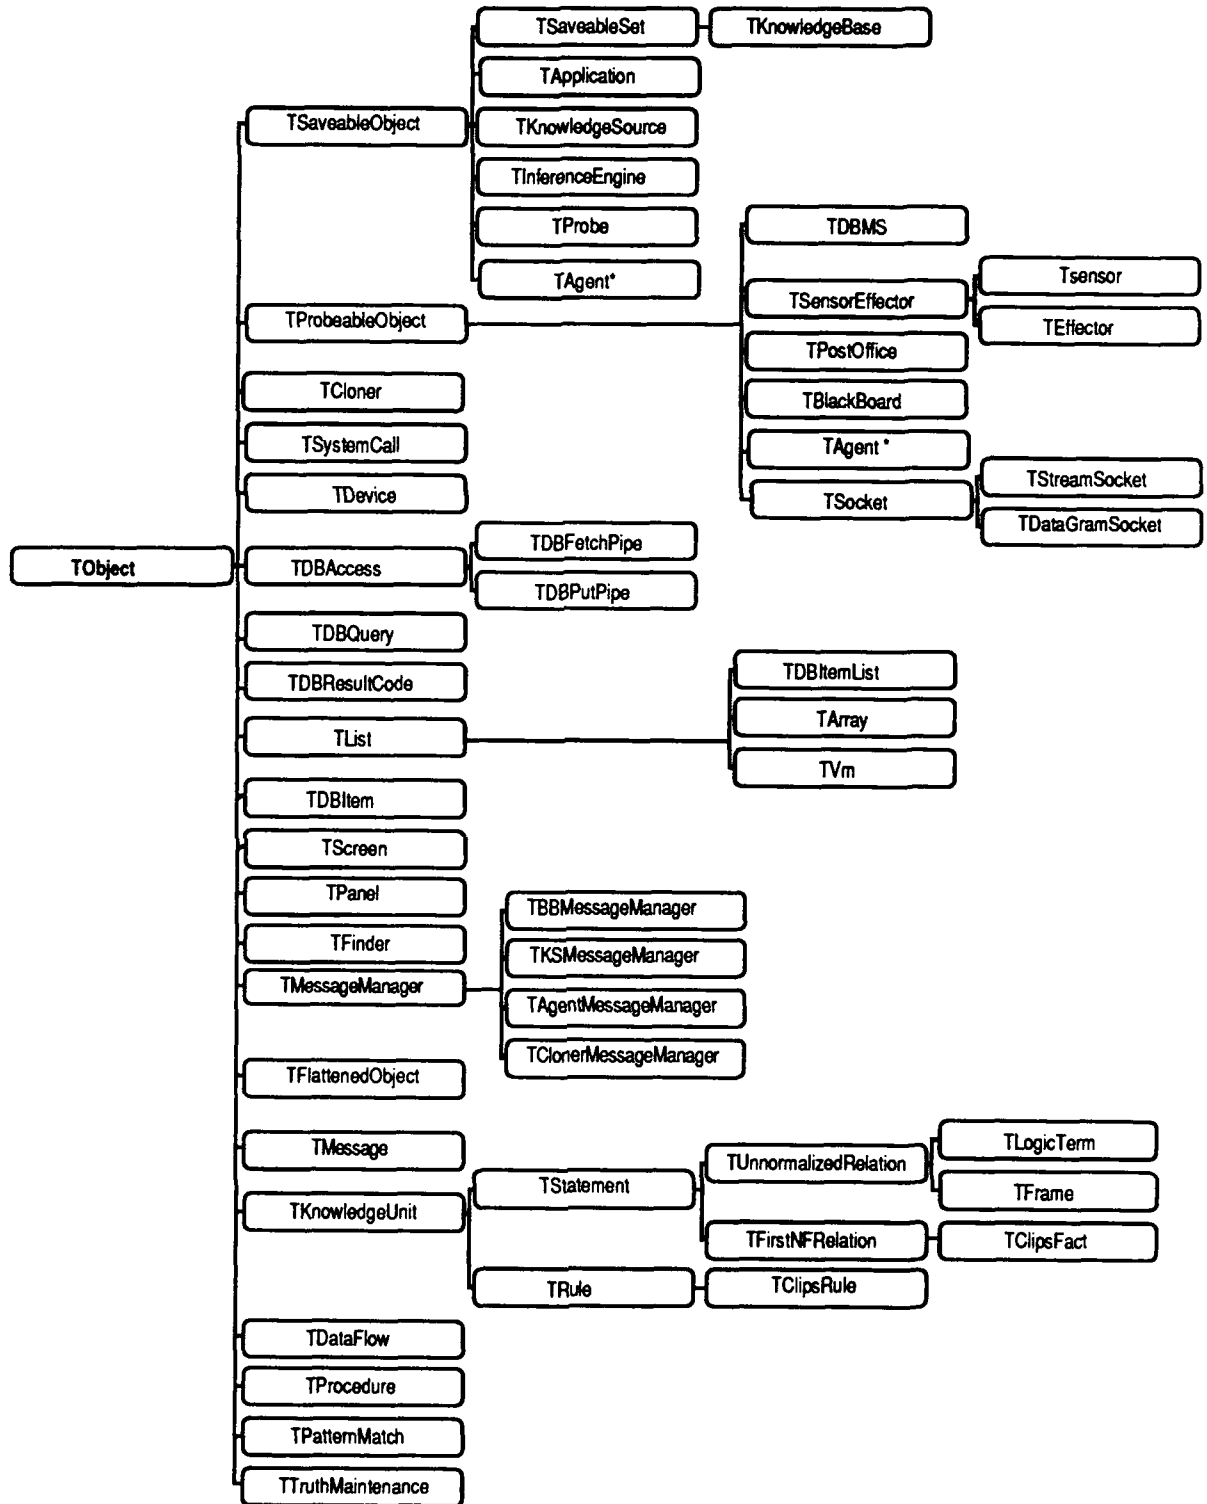 TSaveableSet
TKnowledgeBase
TApplication
TSaveableObject
TKnowledgeSource
TInferenceEngine
TProbe
TDBMS
TAgent*
Tsensor
TSensorEffector
TProbeableObject
TEffector
TPostOffice
TCloner
TBlackBoard
TSystemCall
TAgent *
TStreamSocket
TDevice
TSocket
TDataGramSocket
TDBFetchPipe
TObject
TDBAccess
TDBPutPipe
TDBQuery
TDBResultCode
TDBItemList
TList
TArray
TVm
TDBItem
TScreen
TPanel
TBBMessageManager
TFinder
TKSMessageManager
TMessageManager
TAgentMessageManager
TClonerMessageManager
TFlattenedObject
TMessage
TLogicTerm
TUnnormalizedRelation
TStatement
TFrame
TKnowledgeUnit
TFirstNFRelation
TClipsFact
TRule
TClipsRule
TDataFlow
TProcedure
TPatternMatch
TTruthMaintenance